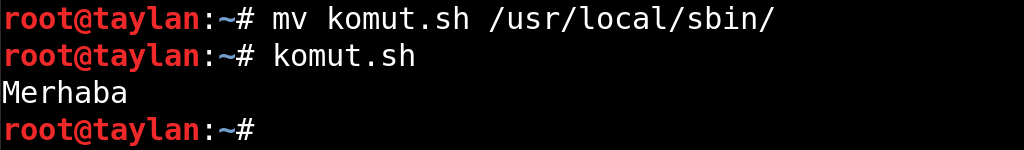 root@taylan:~# mv komut.sh /usr/local/sbin/
root@taylan:~# komut.sh
Merhaba
root@taylan:~#